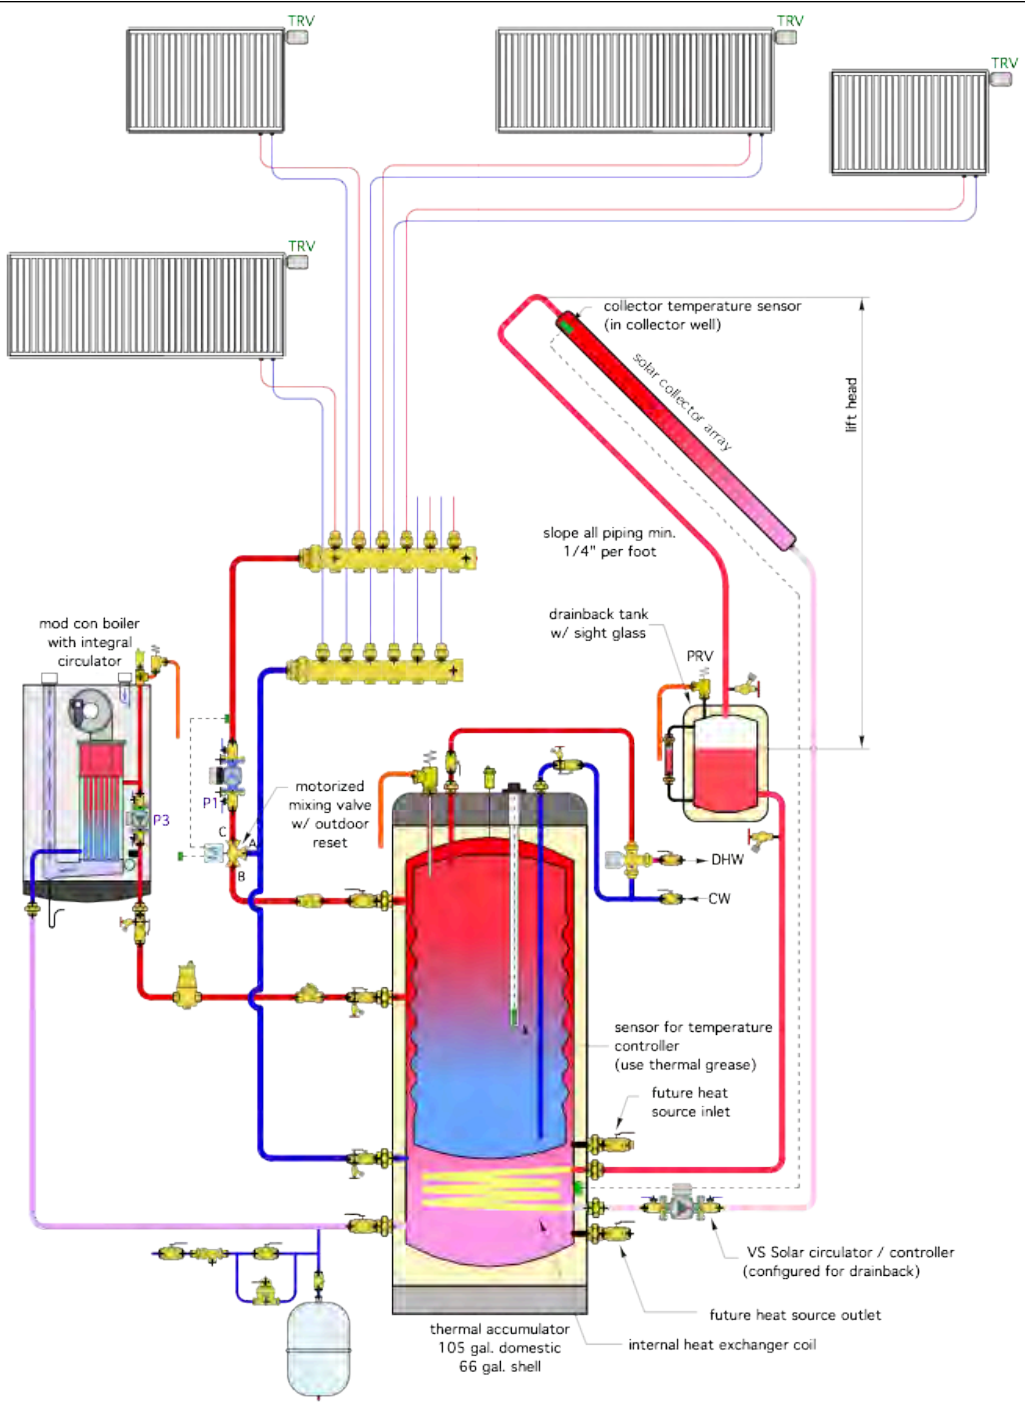 TRV
TRV
TRV
TRV
collector temperature sensor
(in collector well)
solar collector array
lift head
slope all piping min.
1/4" per foot
drainback tank
w/ sight glass
PRV
mod con boiler
with integral
circulator
P1
P3
motorized
mixing valve
w/ outdoor
reset
C
A
B
M
DHW
CW
sensor for temperature
controller
(use thermal grease)
future heat
source inlet
VS Solar circulator / controller
(configured for drainback)
future heat source outlet
internal heat exchanger coil
thermal accumulator
105 gal. domestic
66 gal. shell